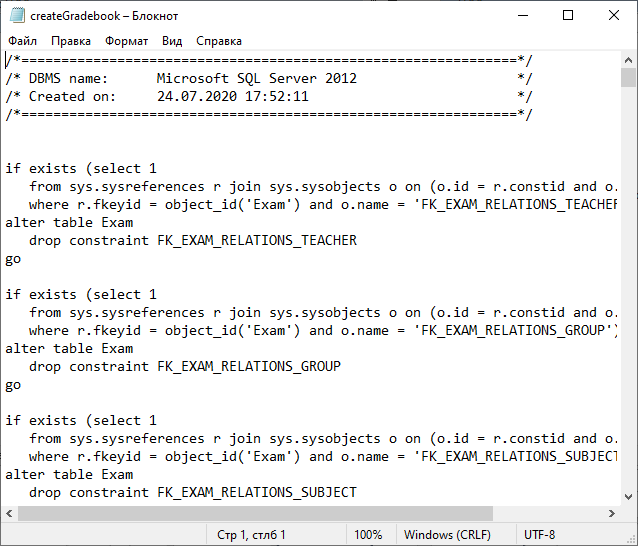 createGradebook – Блокнот
Файл Правка Формат Вид Справка
/*==============================================================*/
/* DBMS name:      Microsoft SQL Server 2012                    */
/* Created on:     24.07.2020 17:52:11                          */
/*==============================================================*/
if exists (select 1
   from sys.sysreferences r join sys.sysobjects o on (o.id = r.constid and o.
   where r.fkeyid = object_id('Exam') and o.name = 'FK_EXAM_RELATIONS_TEACHER
alter table Exam
   drop constraint FK_EXAM_RELATIONS_TEACHER
go
if exists (select 1
   from sys.sysreferences r join sys.sysobjects o on (o.id = r.constid and o.
   where r.fkeyid = object_id('Exam') and o.name = 'FK_EXAM_RELATIONS_GROUP')
alter table Exam
   drop constraint FK_EXAM_RELATIONS_GROUP
go
if exists (select 1
   from sys.sysreferences r join sys.sysobjects o on (o.id = r.constid and o.
   where r.fkeyid = object_id('Exam') and o.name = 'FK_EXAM_RELATIONS_SUBJECT
alter table Exam
   drop constraint FK_EXAM_RELATIONS_SUBJECT
Стр 1, стлб 1 100% Windows (CRLF) UTF-8